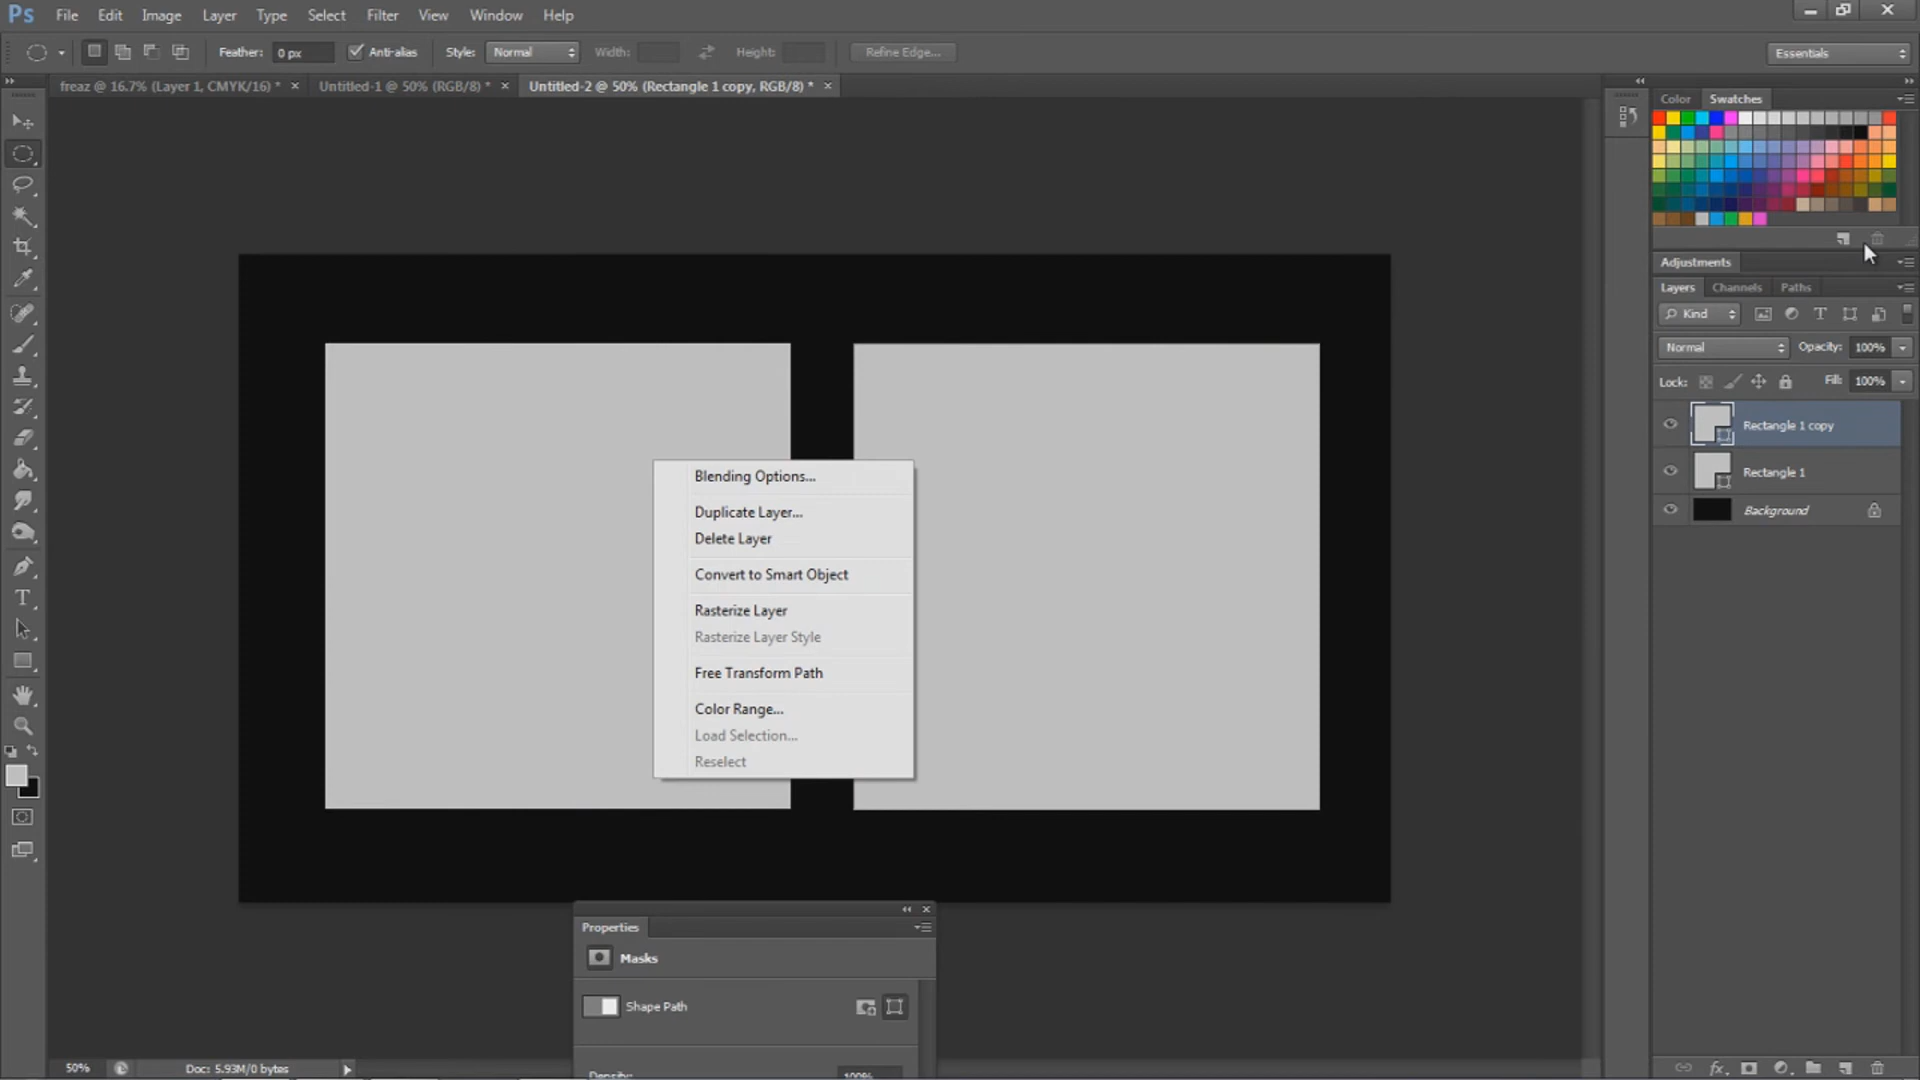 Ps File Edit Image Layer Type Select Filter View Window Help
Feather: 0 px Anti-alias Style: Normal Width: Height: Refine Edge... Essentials
freaz @ 16.7% (Layer 1, CMYK/16) * × Untitled-1 @ 50% (RGB/8) * × Untitled-2 @ 50% (Rectangle 1 copy, RGB/8) * ×
Color Swatches
Adjustments
Layers Channels Paths
Kind
Normal Opacity: 100%
Lock: Fill: 100%
Rectangle 1 copy
Rectangle 1
Background
Blending Options...
Duplicate Layer...
Delete Layer
Convert to Smart Object
Rasterize Layer
Rasterize Layer Style
Free Transform Path
Color Range...
Load Selection...
Reselect
Properties
Masks
Shape Path
Density: 100%
50% Doc: 5.93M/0 bytes